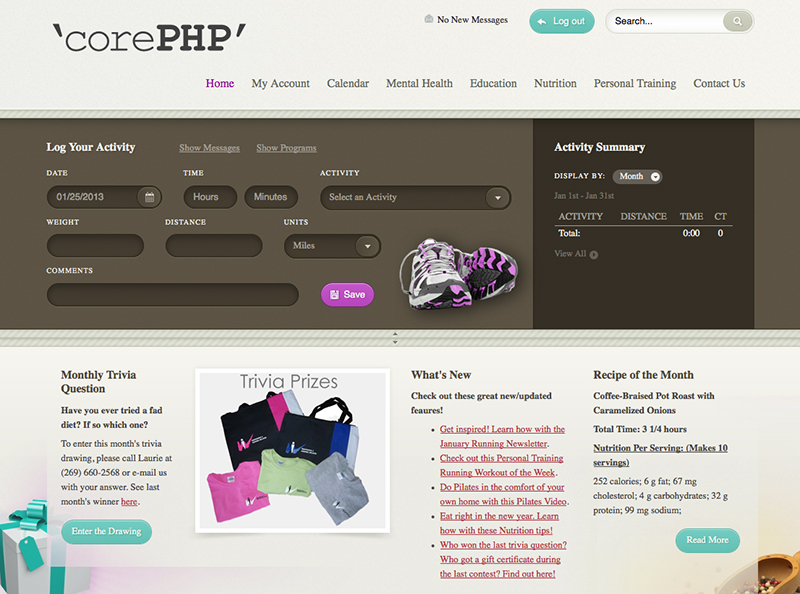 'corePHP'
No New Messages
Log out
Search...
Home My Account Calendar Mental Health Education Nutrition Personal Training Contact Us
Log Your Activity Show Messages Show Programs
DATE TIME ACTIVITY
01/25/2013 Hours Minutes Select an Activity
WEIGHT DISTANCE UNITS
Miles
COMMENTS
Save
Activity Summary
DISPLAY BY: Month
Jan 1st - Jan 31st
ACTIVITY DISTANCE TIME CT
Total: 0:00 0
View All
Monthly Trivia
Question
Have you ever tried a fad
diet? If so which one?
To enter this month's trivia
drawing, please call Laurie at
(269) 660-2568 or e-mail us
with your answer. See last
month's winner here.
Enter the Drawing
Trivia Prizes
What's New
Check out these great new/updated
feaures!
Get inspired! Learn how with the
January Running Newsletter.
Check out this Personal Training
Running Workout of the Week.
Do Pilates in the comfort of your
own home with this Pilates Video.
Eat right in the new year. Learn
how with these Nutrition tips!
Who won the last trivia question?
Who got a gift certificate during
the last contest? Find out here!
Recipe of the Month
Coffee-Braised Pot Roast with
Caramelized Onions
Total Time: 3 1/4 hours
Nutrition Per Serving: (Makes 10
servings)
252 calories; 6 g fat; 67 mg
cholesterol; 4 g carbohydrates; 32 g
protein; 99 mg sodium;
Read More